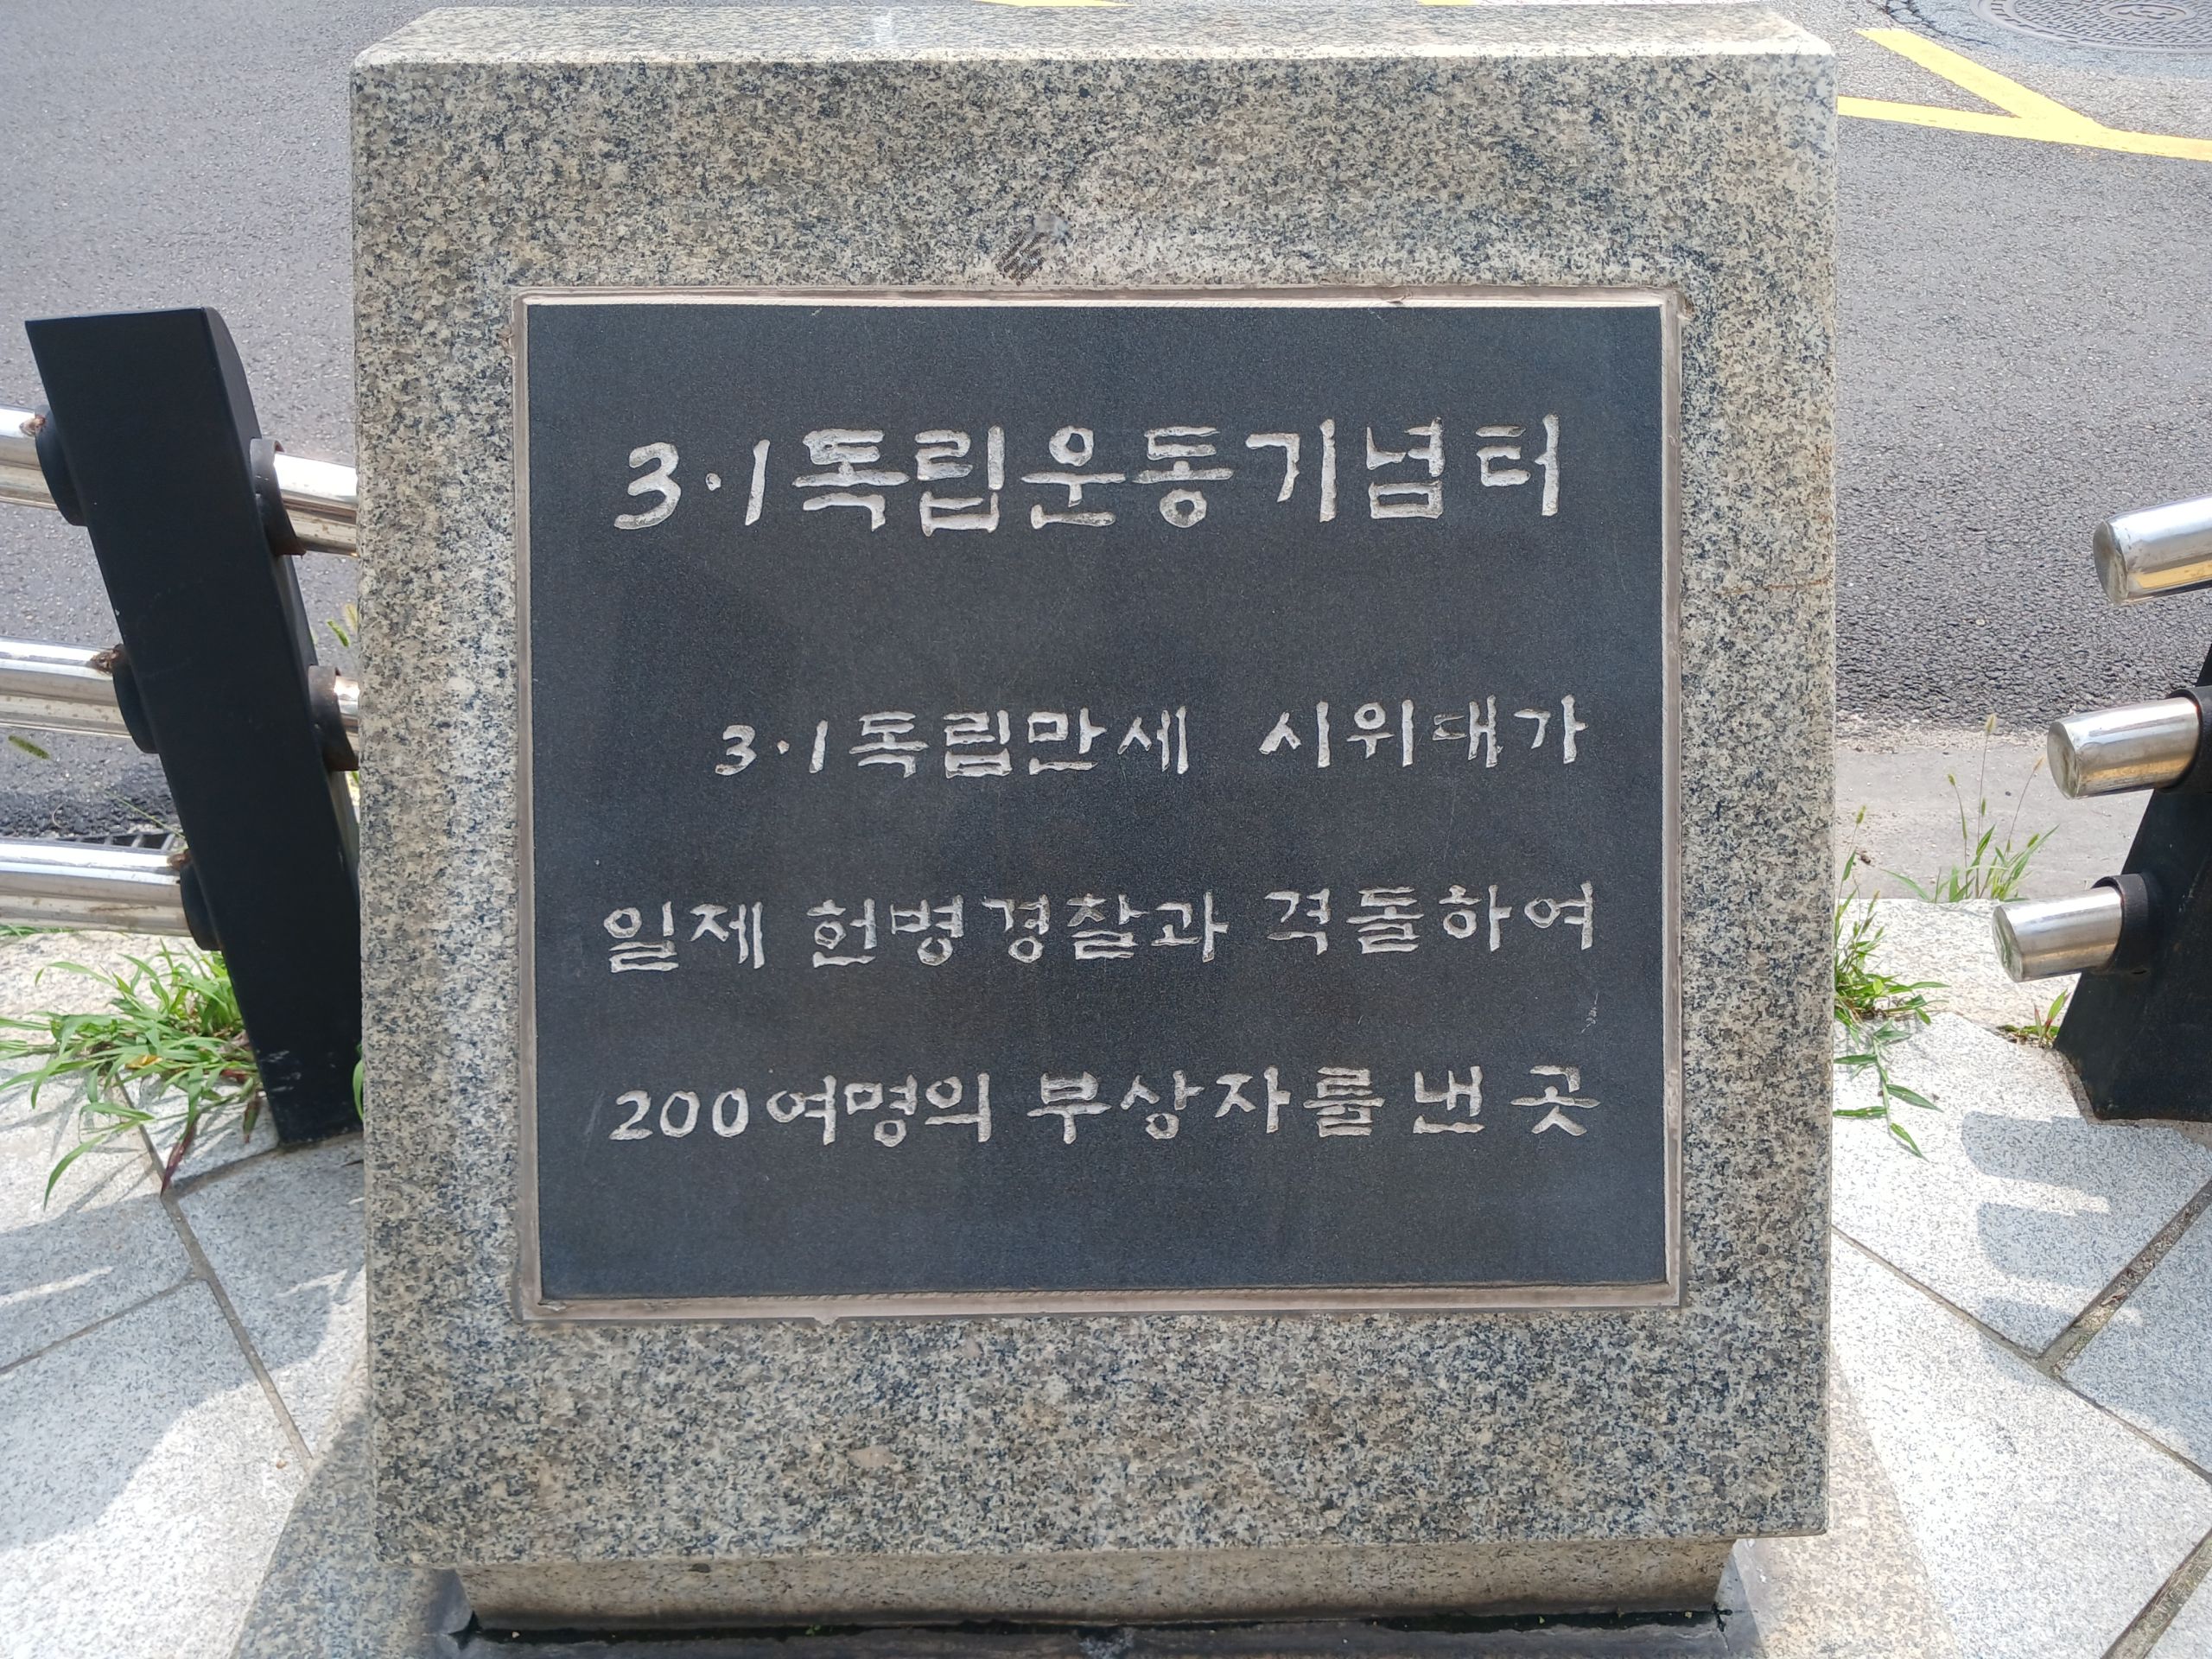 3·1독립운동기념터
3·1독립만세 시위대가
일제 헌병경찰과 격돌하여
200여명의 부상자를 낸 곳